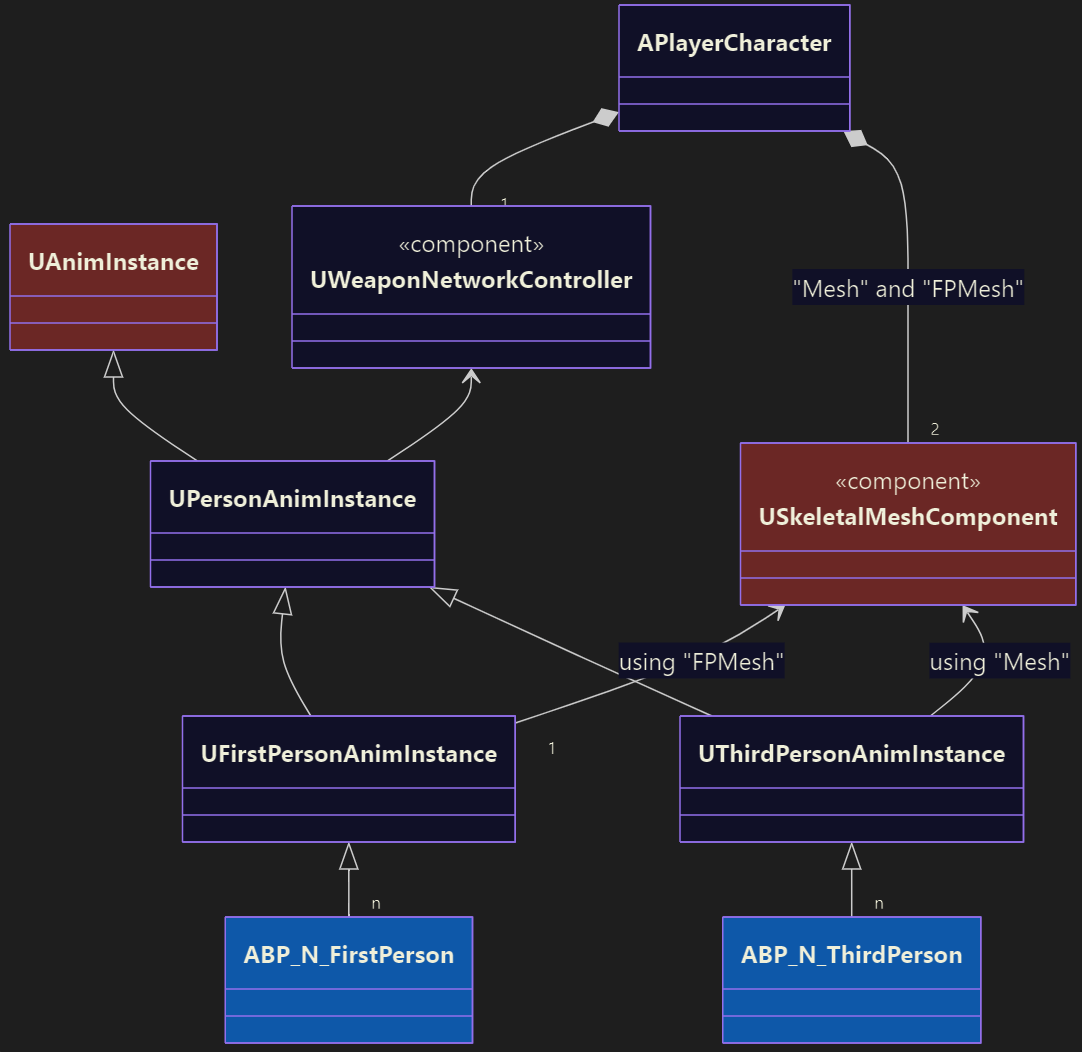 APlayerCharacter
1
«component»
UWeaponNetworkController
UAnimInstance
"Mesh" and "FPMesh"
2
«component»
USkeletalMeshComponent
UPersonAnimInstance
using "FPMesh"
using "Mesh"
1
UFirstPersonAnimInstance
UThirdPersonAnimInstance
n
n
ABP_N_FirstPerson
ABP_N_ThirdPerson